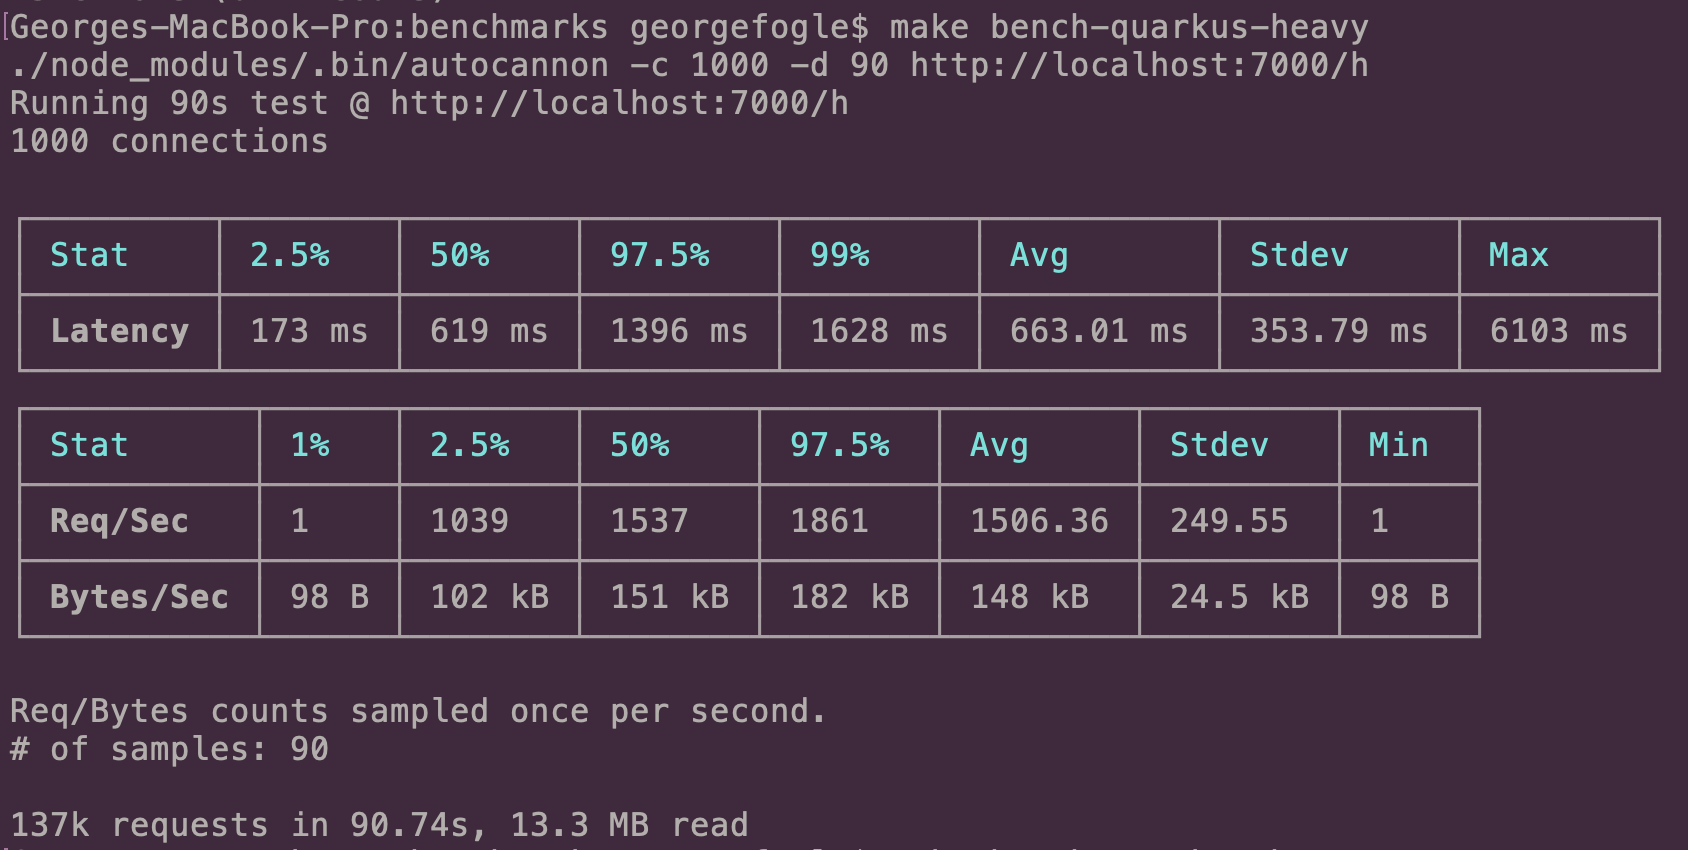 Georges-MacBook-Pro:benchmarks georgefogle$ make bench-quarkus-heavy
./node_modules/.bin/autocannon -c 1000 -d 90 http://localhost:7000/h
Running 90s test @ http://localhost:7000/h
1000 connections
Stat 2.5% 50% 97.5% 99% Avg Stdev Max
Latency 173 ms 619 ms 1396 ms 1628 ms 663.01 ms 353.79 ms 6103 ms
Stat 1% 2.5% 50% 97.5% Avg Stdev Min
Req/Sec 1 1039 1537 1861 1506.36 249.55 1
Bytes/Sec 98 B 102 kB 151 kB 182 kB 148 kB 24.5 kB 98 B
Req/Bytes counts sampled once per second.
# of samples: 90
137k requests in 90.74s, 13.3 MB read